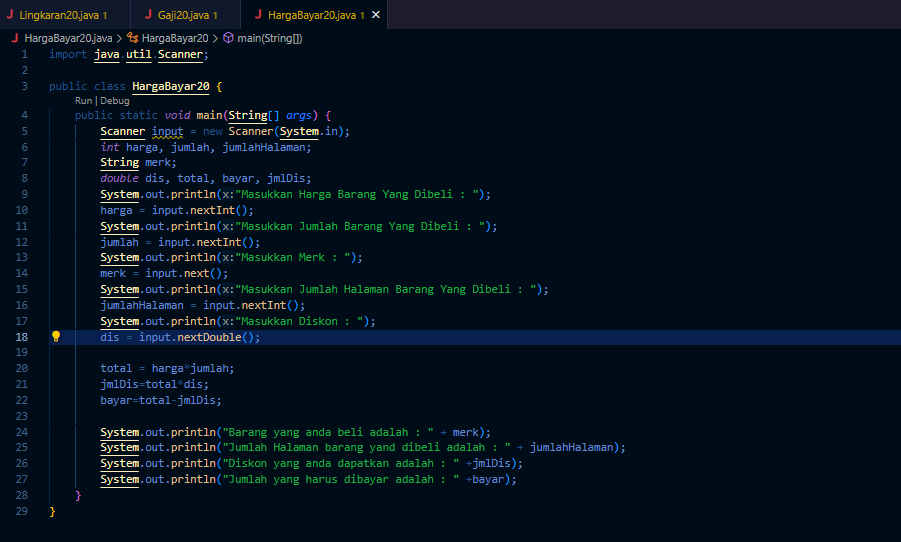 Lingkaran20.java 1 Gaji20.java 1 HargaBayar20.java 1 ✕
HargaBayar20.java > HargaBayar20 > main(String[])
1 import java.util.Scanner;
2
3 public class HargaBayar20 {
Run | Debug
4 public static void main(String[] args) {
5 Scanner input = new Scanner(System.in);
6 int harga, jumlah, jumlahHalaman;
7 String merk;
8 double dis, total, bayar, jmlDis;
9 System.out.println(x:"Masukkan Harga Barang Yang Dibeli : ");
10 harga = input.nextInt();
11 System.out.println(x:"Masukkan Jumlah Barang Yang Dibeli : ");
12 jumlah = input.nextInt();
13 System.out.println(x:"Masukkan Merk : ");
14 merk = input.next();
15 System.out.println(x:"Masukkan Jumlah Halaman Barang Yang Dibeli : ");
16 jumlahHalaman = input.nextInt();
17 System.out.println(x:"Masukkan Diskon : ");
18 dis = input.nextDouble();
19
20 total = harga*jumlah;
21 jmlDis=total*dis;
22 bayar=total-jmlDis;
23
24 System.out.println("Barang yang anda beli adalah : " + merk);
25 System.out.println("Jumlah Halaman barang yand dibeli adalah : " + jumlahHalaman);
26 System.out.println("Diskon yang anda dapatkan adalah : " +jmlDis);
27 System.out.println("Jumlah yang harus dibayar adalah : " +bayar);
28 }
29 }